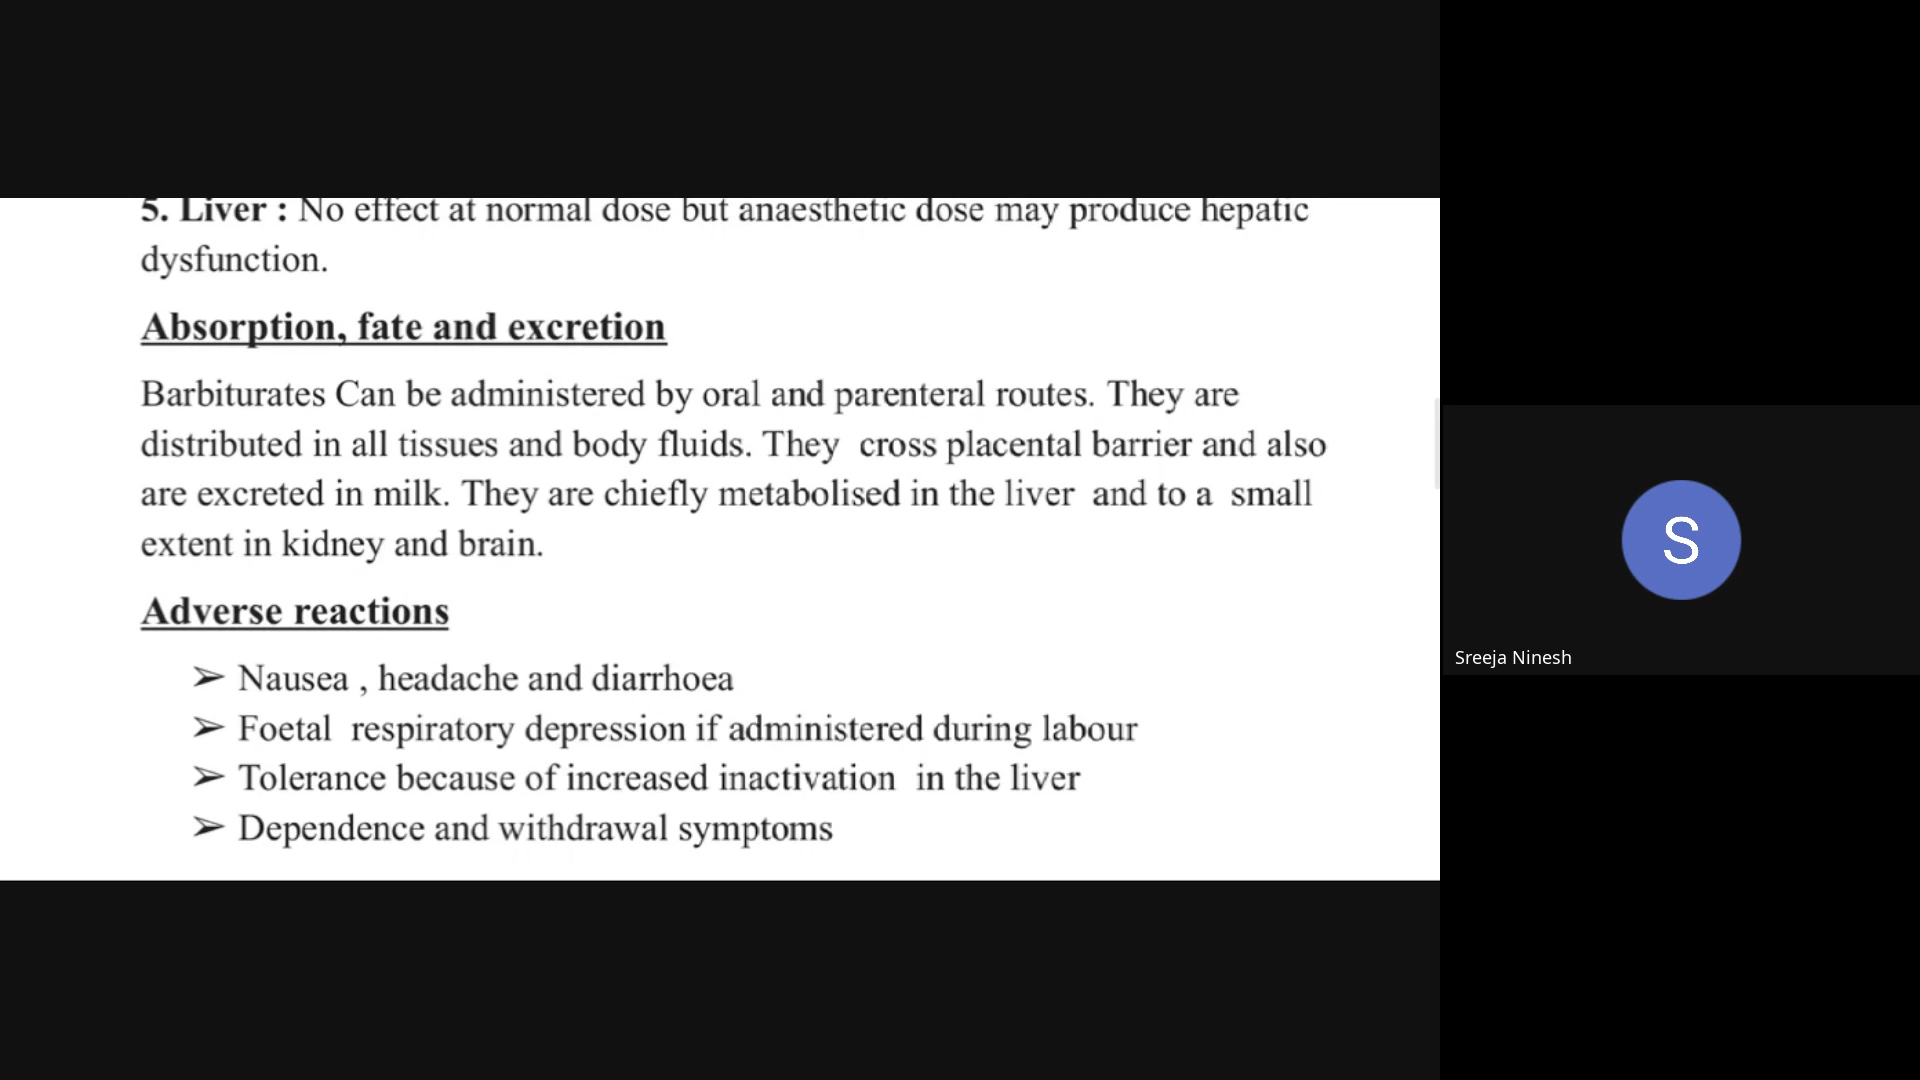 5. Liver : No effect at normal dose but anaesthetic dose may produce hepatic
dysfunction.
Absorption, fate and excretion
Barbiturates Can be administered by oral and parenteral routes. They are
distributed in all tissues and body fluids. They cross placental barrier and also
are excreted in milk. They are chiefly metabolised in the liver and to a small
extent in kidney and brain.
Adverse reactions
➢ Nausea , headache and diarrhoea
➢ Foetal respiratory depression if administered during labour
➢ Tolerance because of increased inactivation in the liver
➢ Dependence and withdrawal symptoms
S
Sreeja Ninesh